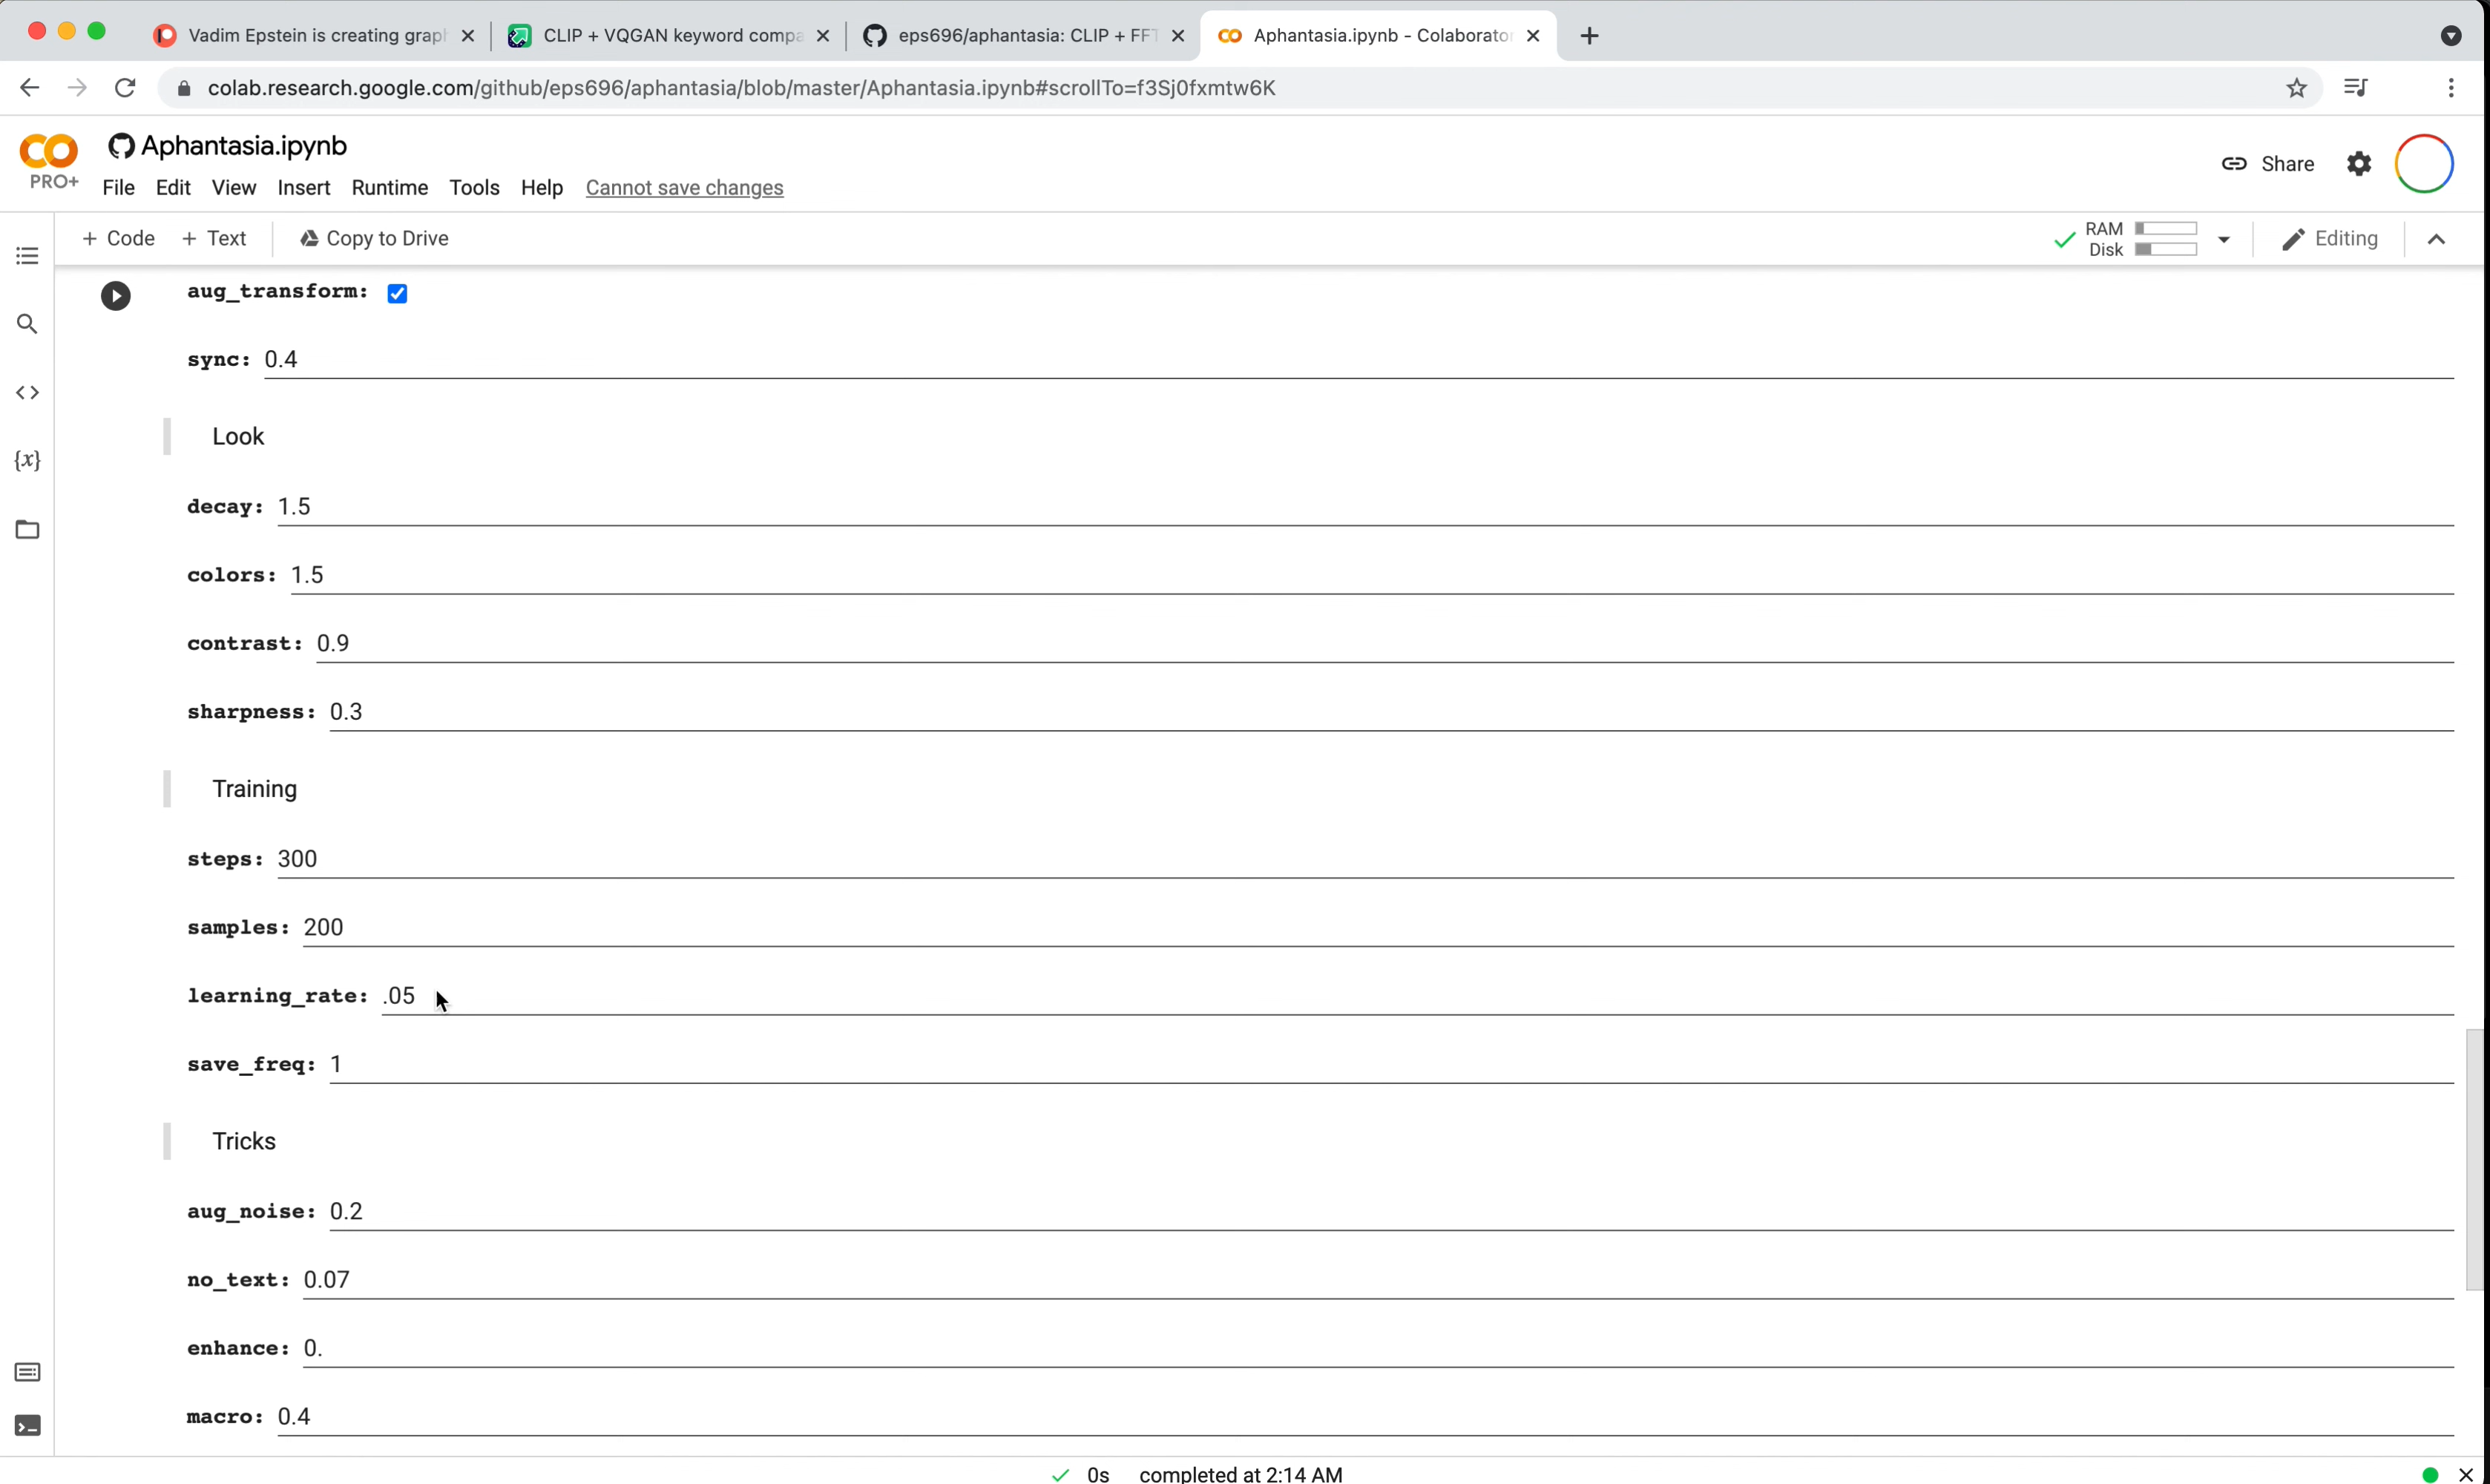 Vadim Epstein is creating grap
CLIP + VQGAN keyword compa
eps696/aphantasia: CLIP + FFT
Aphantasia.ipynb - Colaborator
colab.research.google.com/github/eps696/aphantasia/blob/master/Aphantasia.ipynb#scrollTo=f3Sj0fxmtw6K
Aphantasia.ipynb
PRO+
File Edit View Insert Runtime Tools Help Cannot save changes
Share
+ Code + Text Copy to Drive
RAM
Disk
Editing
aug_transform:
sync: 0.4
{x}
Look
decay: 1.5
colors: 1.5
contrast: 0.9
sharpness: 0.3
Training
steps: 300
samples: 200
learning_rate: .05
save_freq: 1
Tricks
aug_noise: 0.2
no_text: 0.07
enhance: 0.
macro: 0.4
0s completed at 2:14 AM